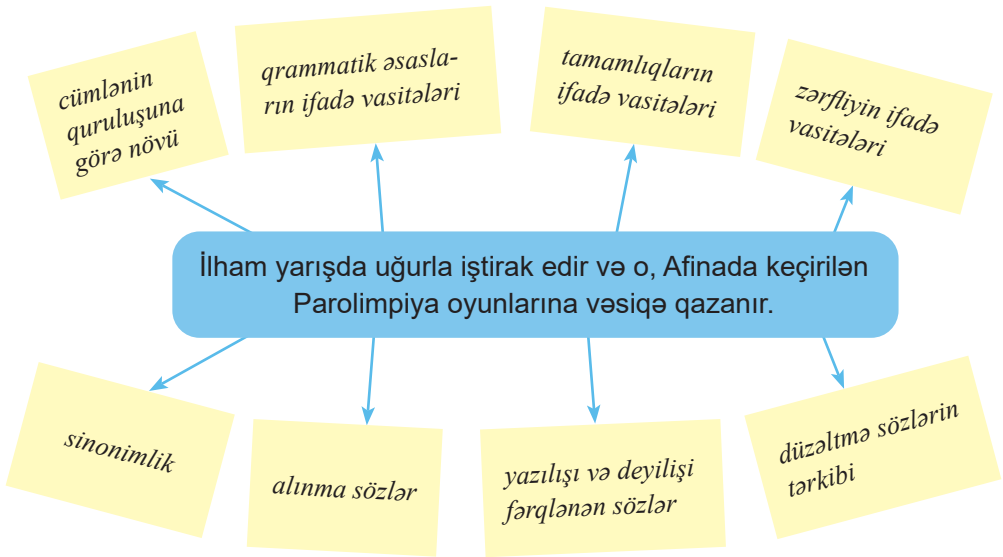 cümlənin
quruluşuna
görə növü
qrammatik əsasla-
rın ifadə vasitələri
tamamlıqların
ifadə vasitələri
zərfliyin ifadə
vasitələri
İlham yarışda uğurla iştirak edir və o, Afinada keçirilən
Parolimpiya oyunlarına vəsiqə qazanır.
sinonimlik
alınma sözlər
yazılışı və deyilişi
fərqlənən sözlər
düzəltmə sözlərin
tərkibi